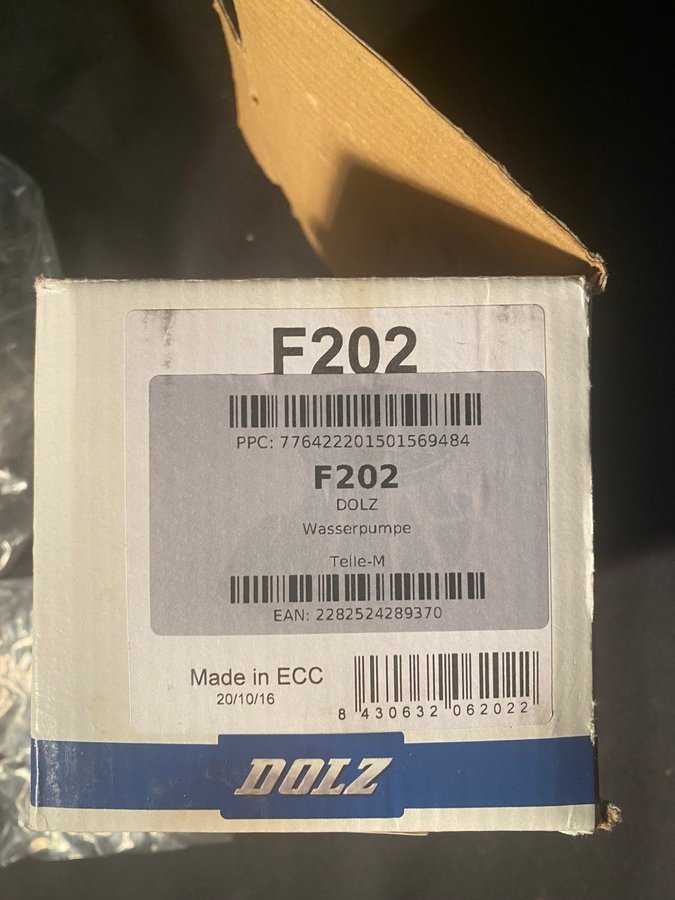 F202
PPC: 776422201501569484
F202
DOLZ
Wasserpumpe
Teile-M
EAN: 2282524289370
Made in ECC
20/10/16
8 430632 062022
DOLZ